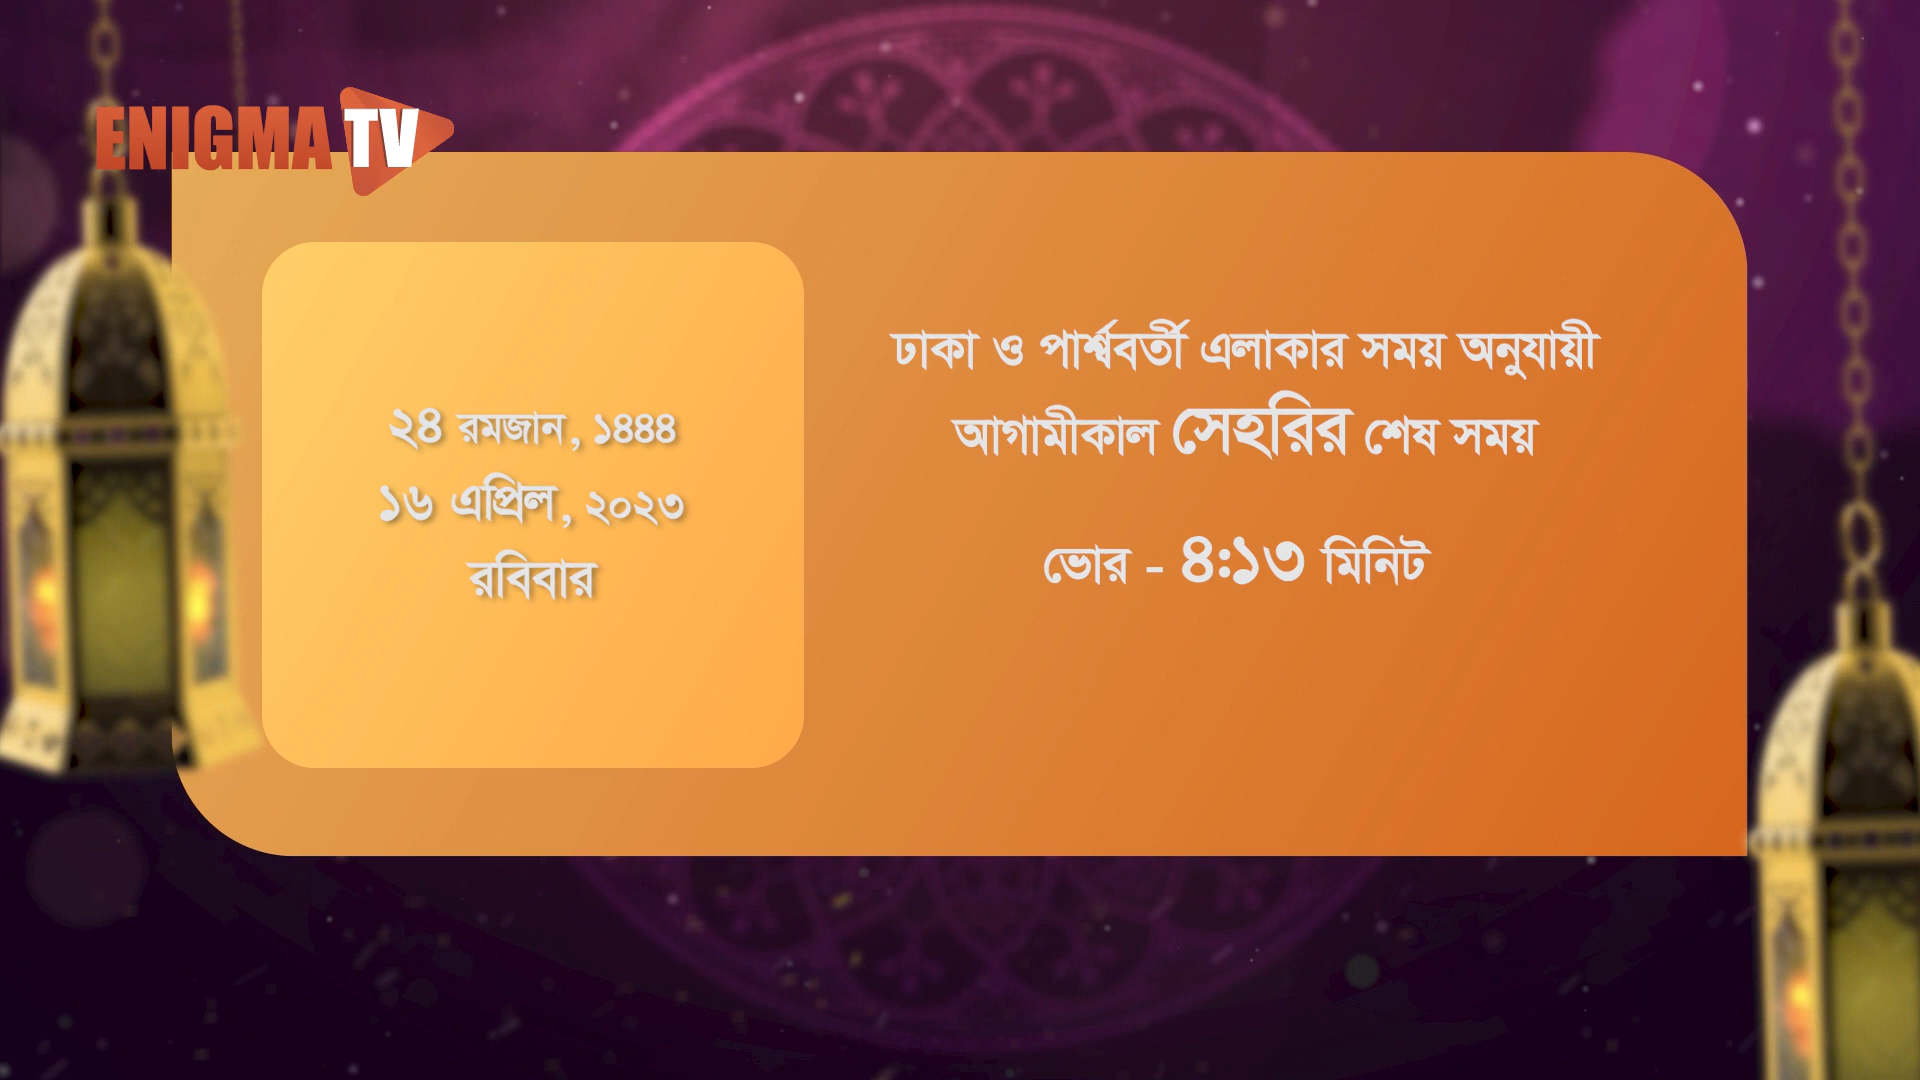 ENIGMA TV
২৪ রমজান, ১৪৪৪
১৬ এপ্রিল, ২০২৩
রবিবার
ঢাকা ও পার্শ্ববর্তী এলাকার সময় অনুযায়ী
আগামীকাল সেহরির শেষ সময়
ভোর - ৪:১৩ মিনিট